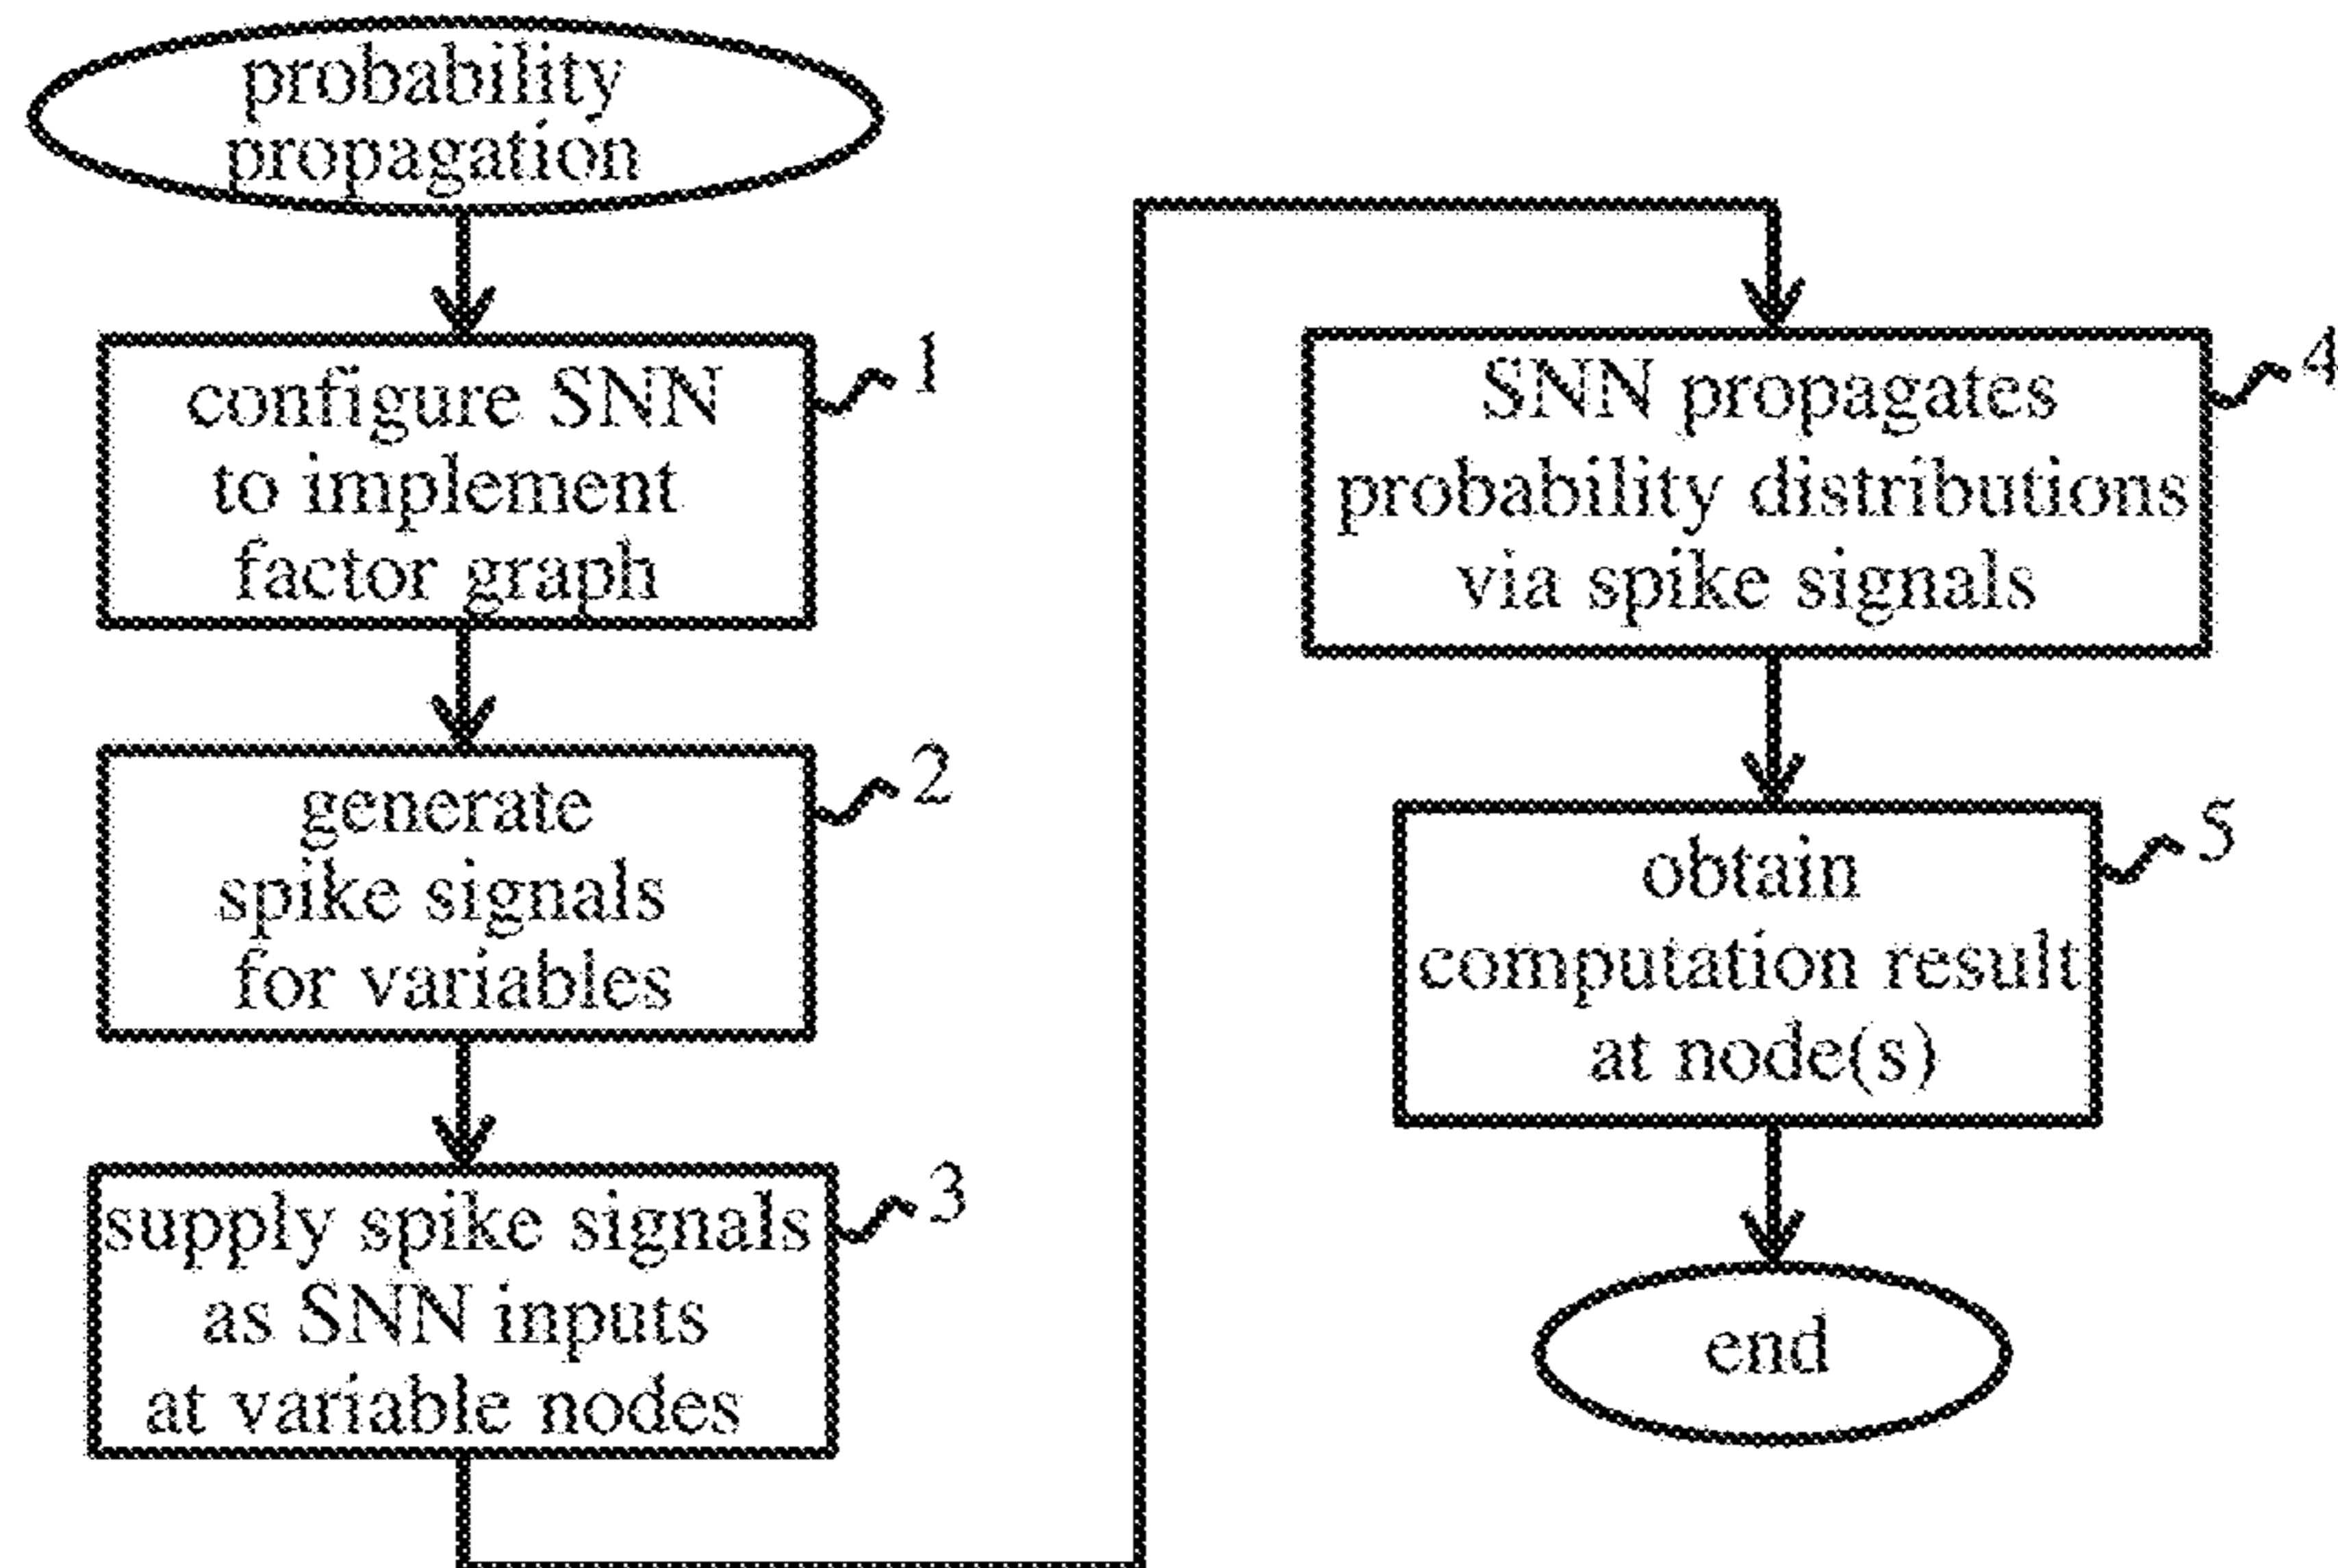 probability
propagation
configure SNN
to implement
factor graph
1
generate
spike signals
for variables
2
supply spike signals
as SNN inputs
at variable nodes
3
SNN propagates
probability distributions
via spike signals
4
obtain
computation result
at node(s)
5
end